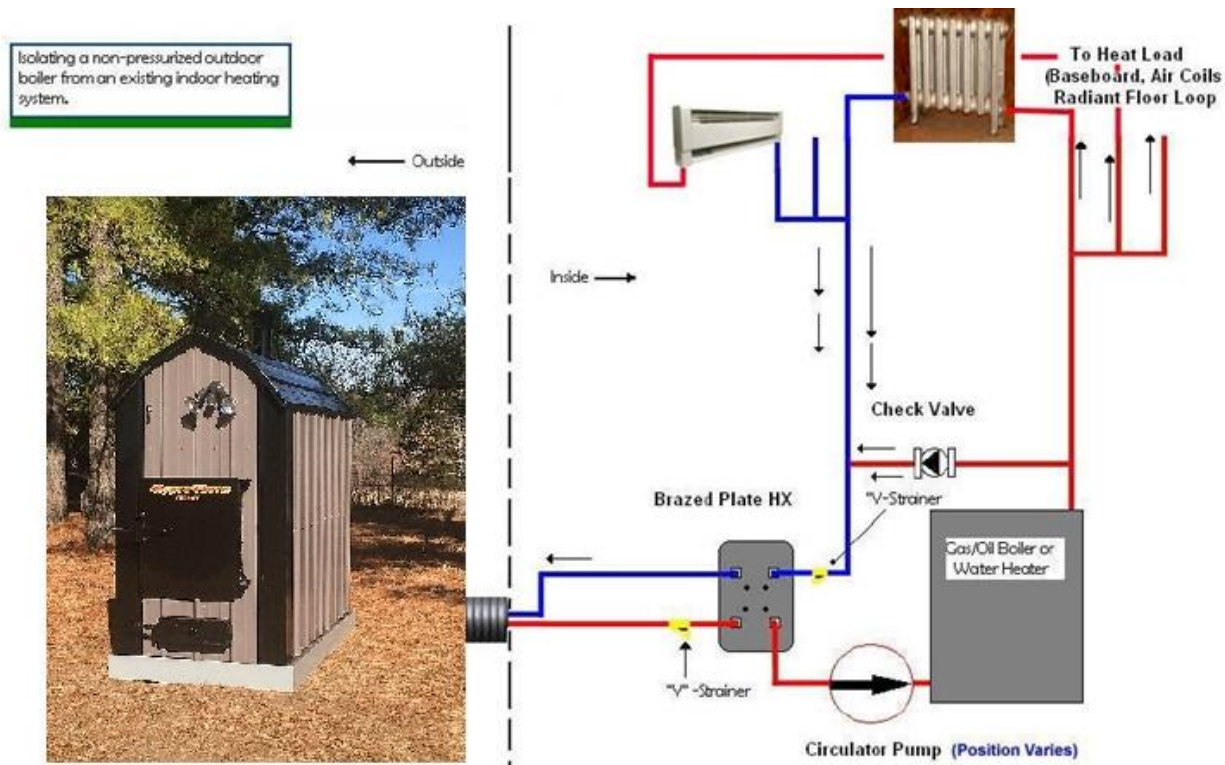 Isolating a non-pressurized outdoor
boiler from an existing indoor heating
system.
To Heat Load
(Baseboard, Air Coils
Radiant Floor Loop
Outside
Inside
Check Valve
"V-Strainer
Brazed Plate HX
Gas/Oil Boiler or
Water Heater
"V" -Strainer
Circulator Pump (Position Varies)